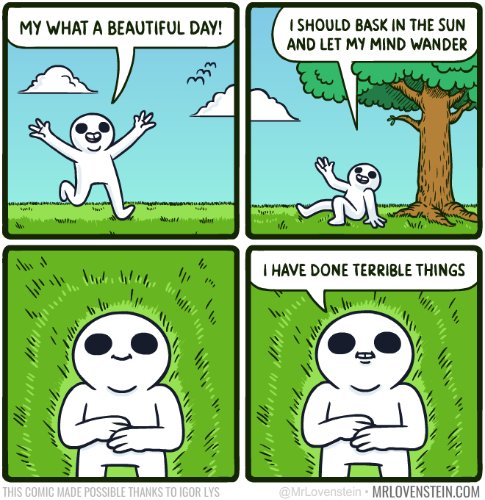 MY WHAT A BEAUTIFUL DAY!
I SHOULD BASK IN THE SUN
AND LET MY MIND WANDER
I HAVE DONE TERRIBLE THINGS
THIS COMIC MADE POSSIBLE THANKS TO IGOR LYS
@MrLovenstein • MRLOVENSTEIN.COM